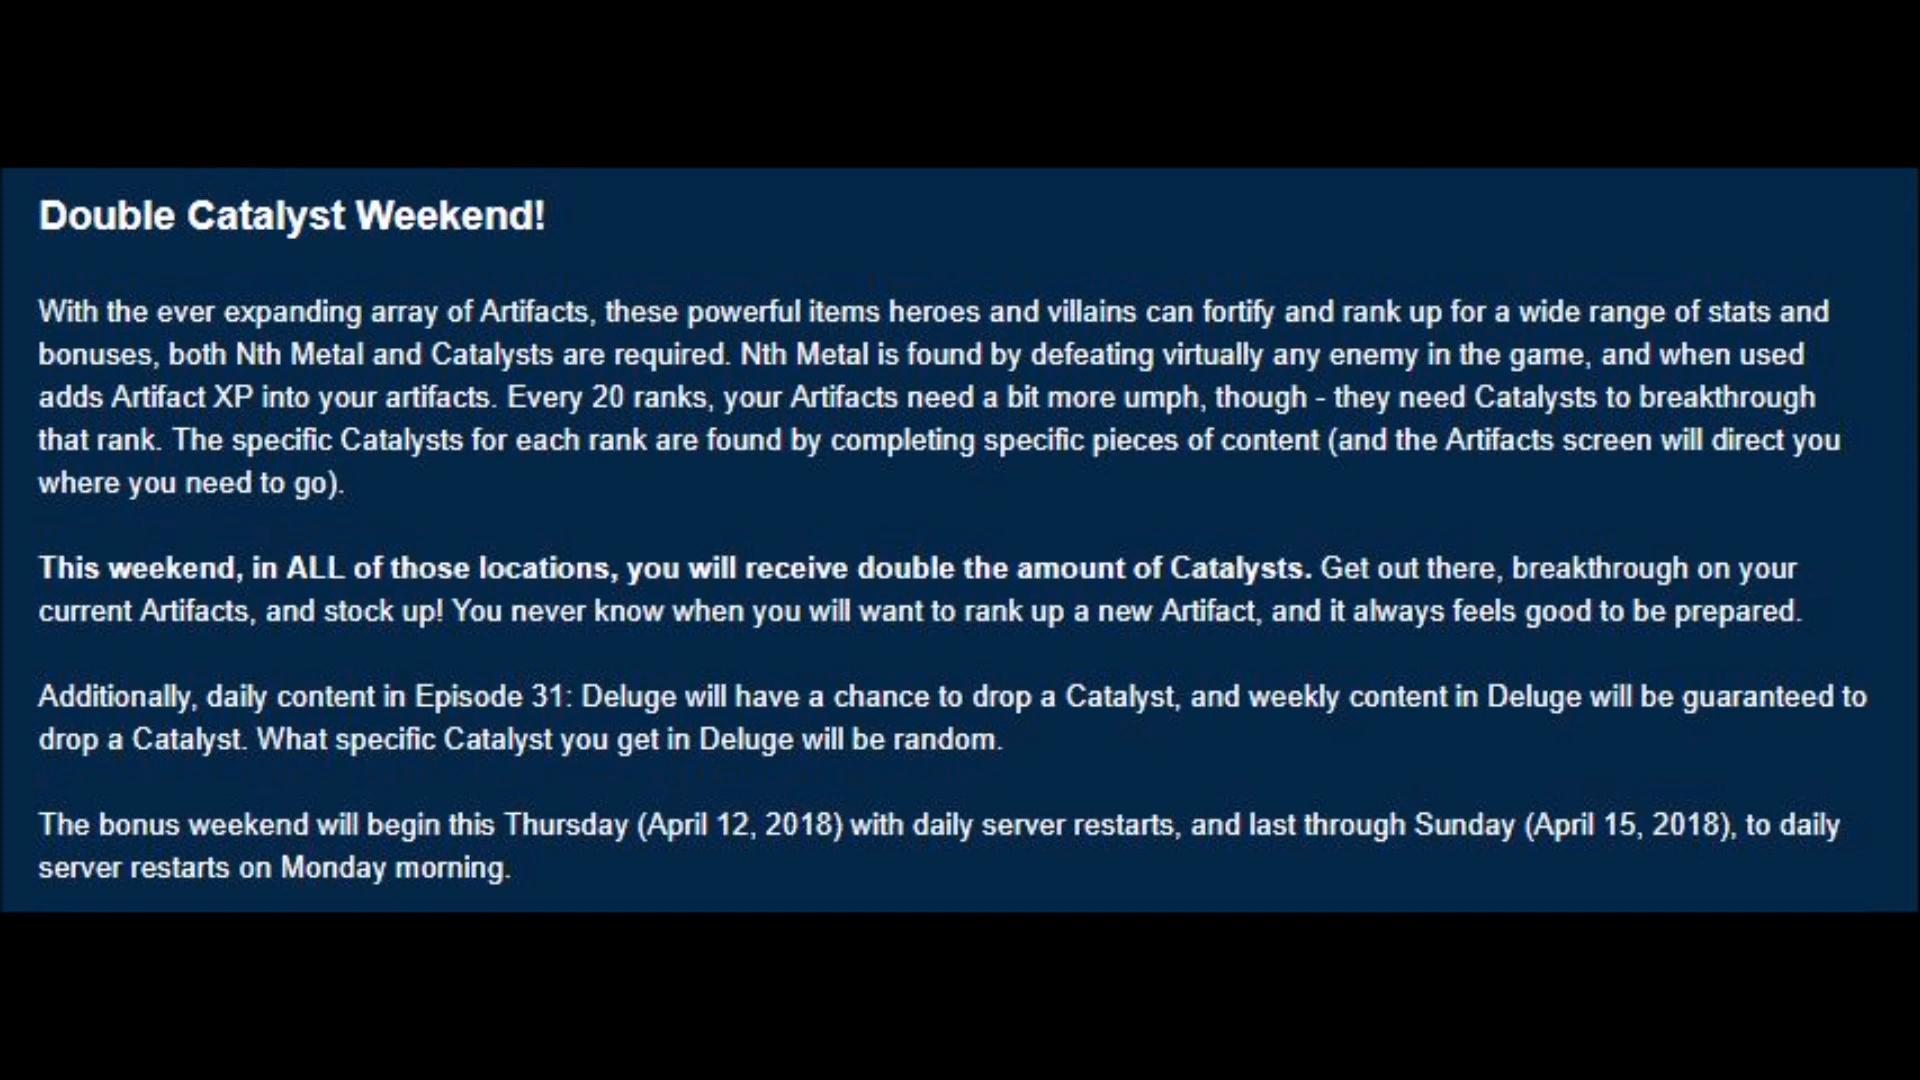 Double Catalyst Weekend!
With the ever expanding array of Artifacts, these powerful items heroes and villains can fortify and rank up for a wide range of stats and
bonuses, both Nth Metal and Catalysts are required. Nth Metal is found by defeating virtually any enemy in the game, and when used
adds Artifact XP into your artifacts. Every 20 ranks, your Artifacts need a bit more umph, though - they need Catalysts to breakthrough
that rank. The specific Catalysts for each rank are found by completing specific pieces of content (and the Artifacts screen will direct you
where you need to go).
This weekend, in ALL of those locations, you will receive double the amount of Catalysts. Get out there, breakthrough on your
current Artifacts, and stock up! You never know when you will want to rank up a new Artifact, and it always feels good to be prepared.
Additionally, daily content in Episode 31: Deluge will have a chance to drop a Catalyst, and weekly content in Deluge will be guaranteed to
drop a Catalyst. What specific Catalyst you get in Deluge will be random.
The bonus weekend will begin this Thursday (April 12, 2018) with daily server restarts, and last through Sunday (April 15, 2018), to daily
server restarts on Monday morning.